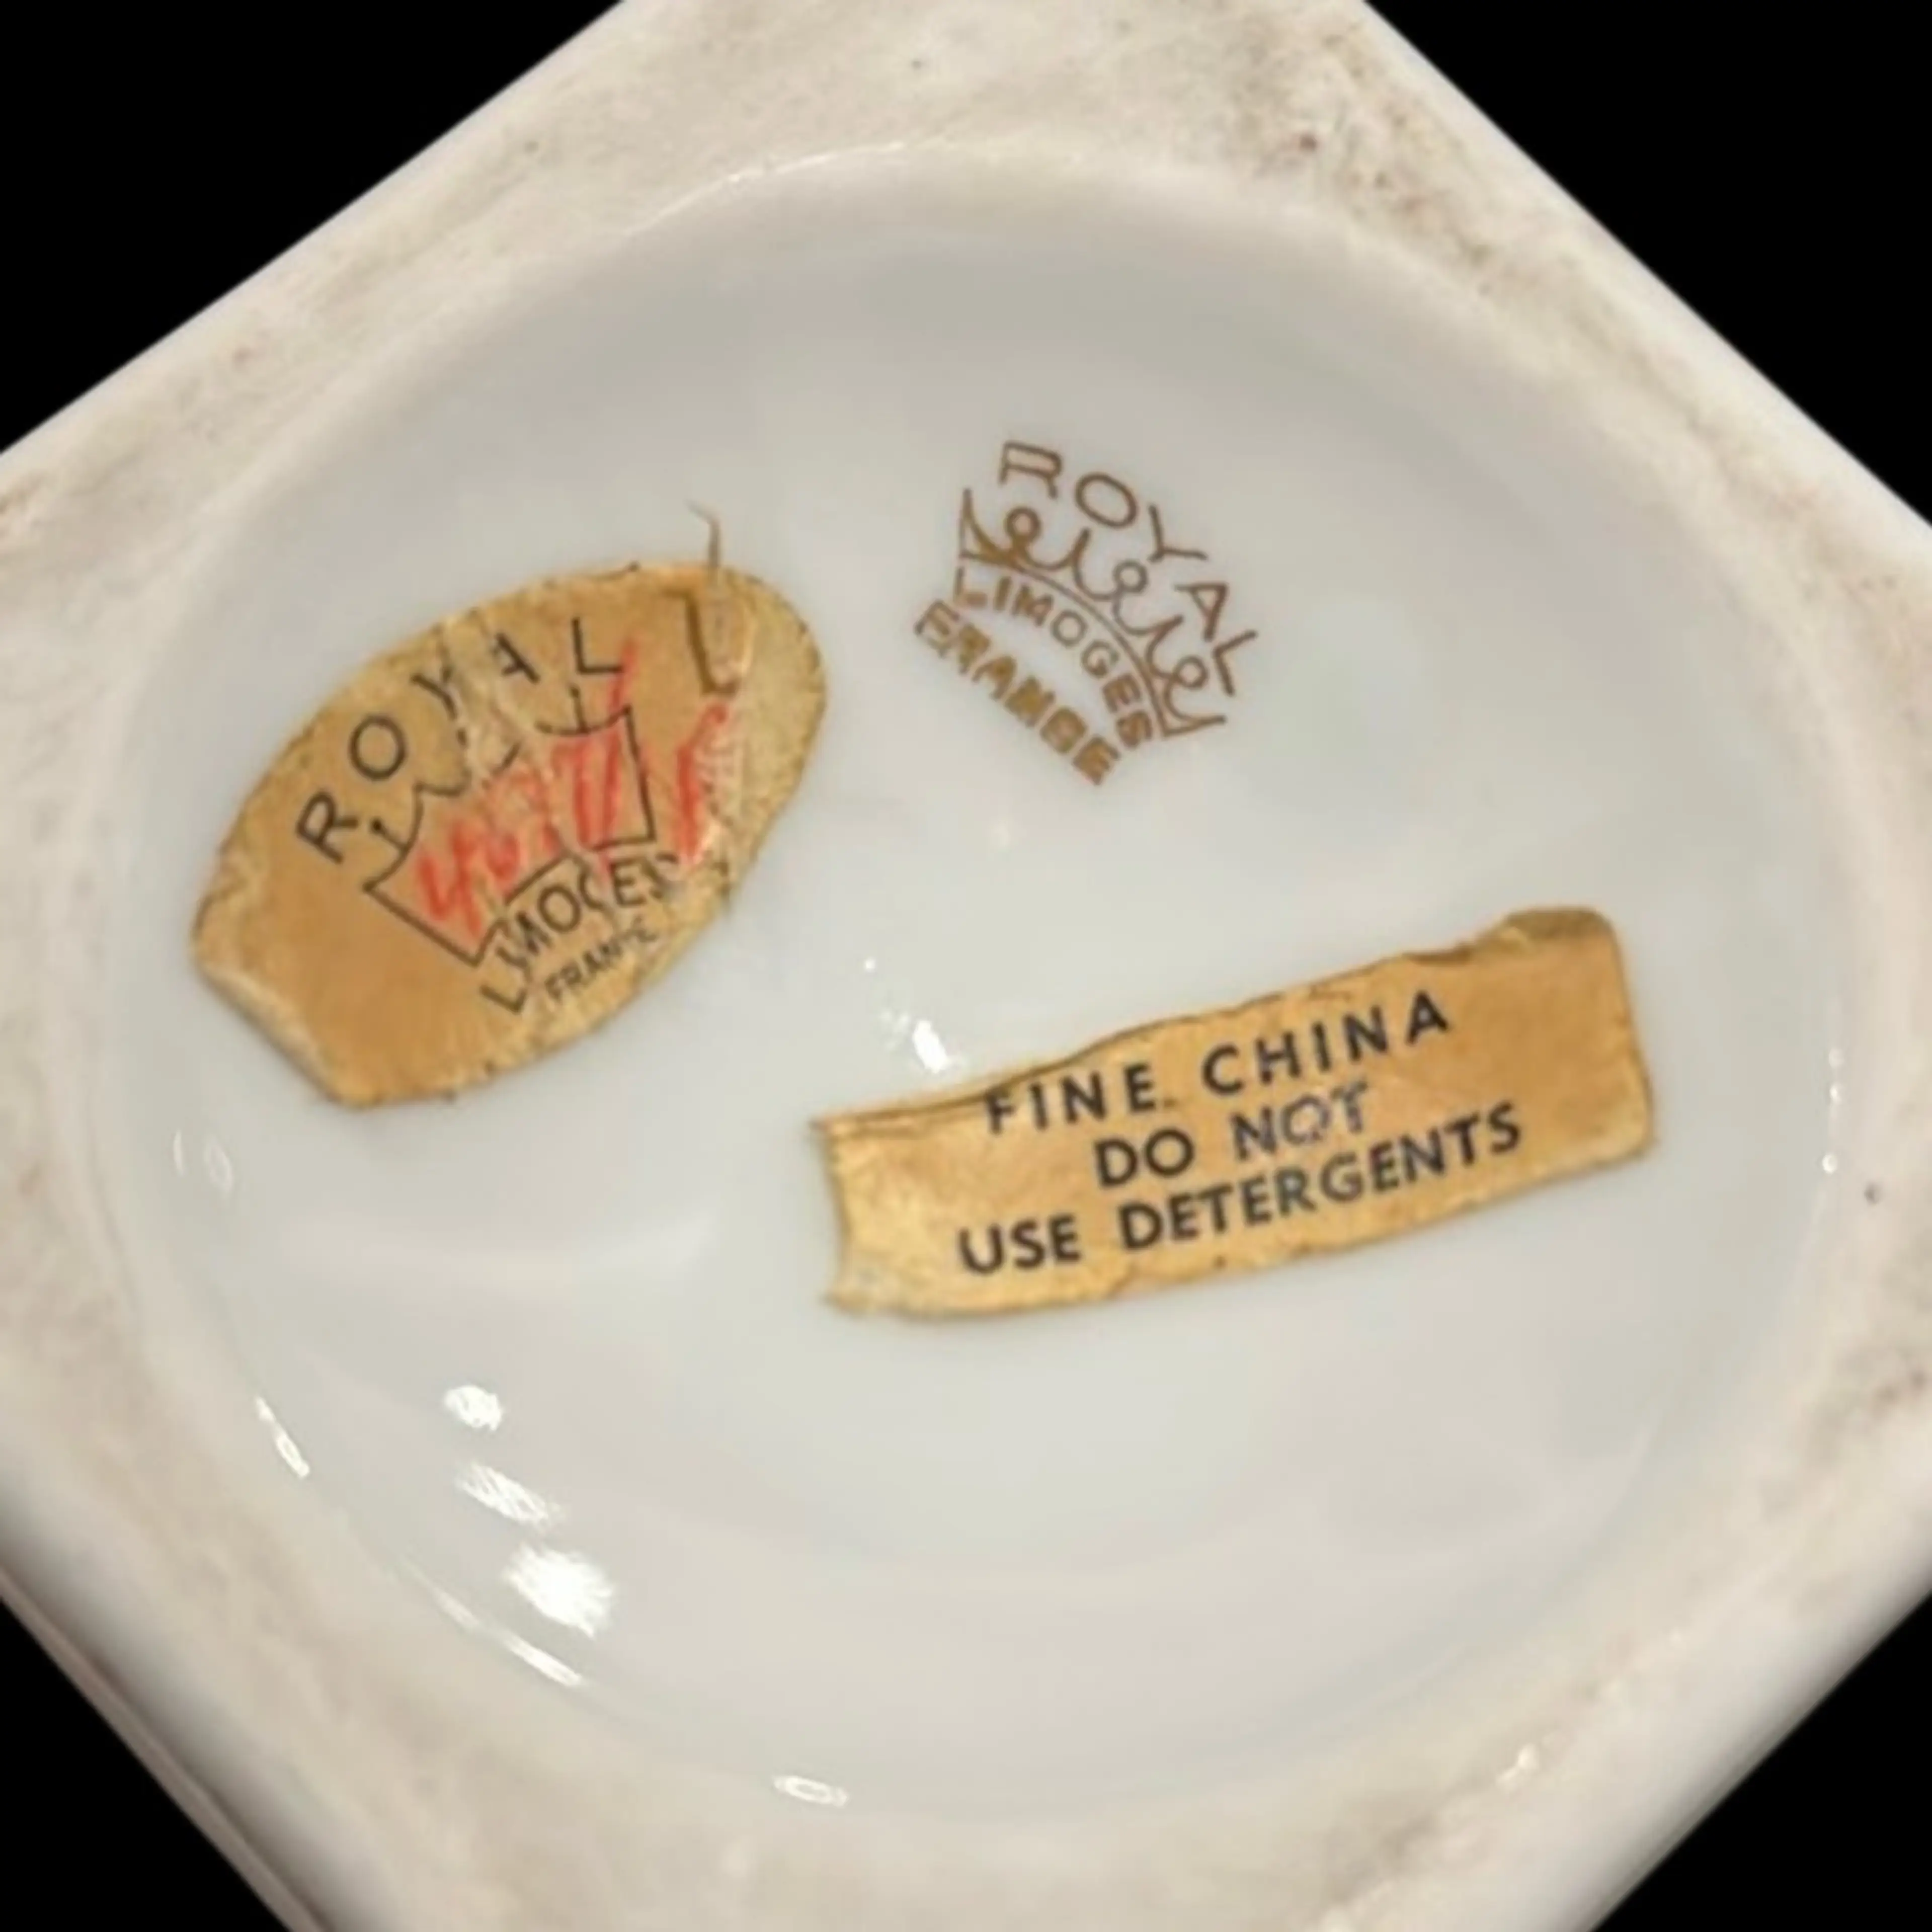 ROYAL
LIMOGES
FRANCE
ROYAL
LIMOGES
FRANCE
FINE CHINA
DO NOT
USE DETERGENTS